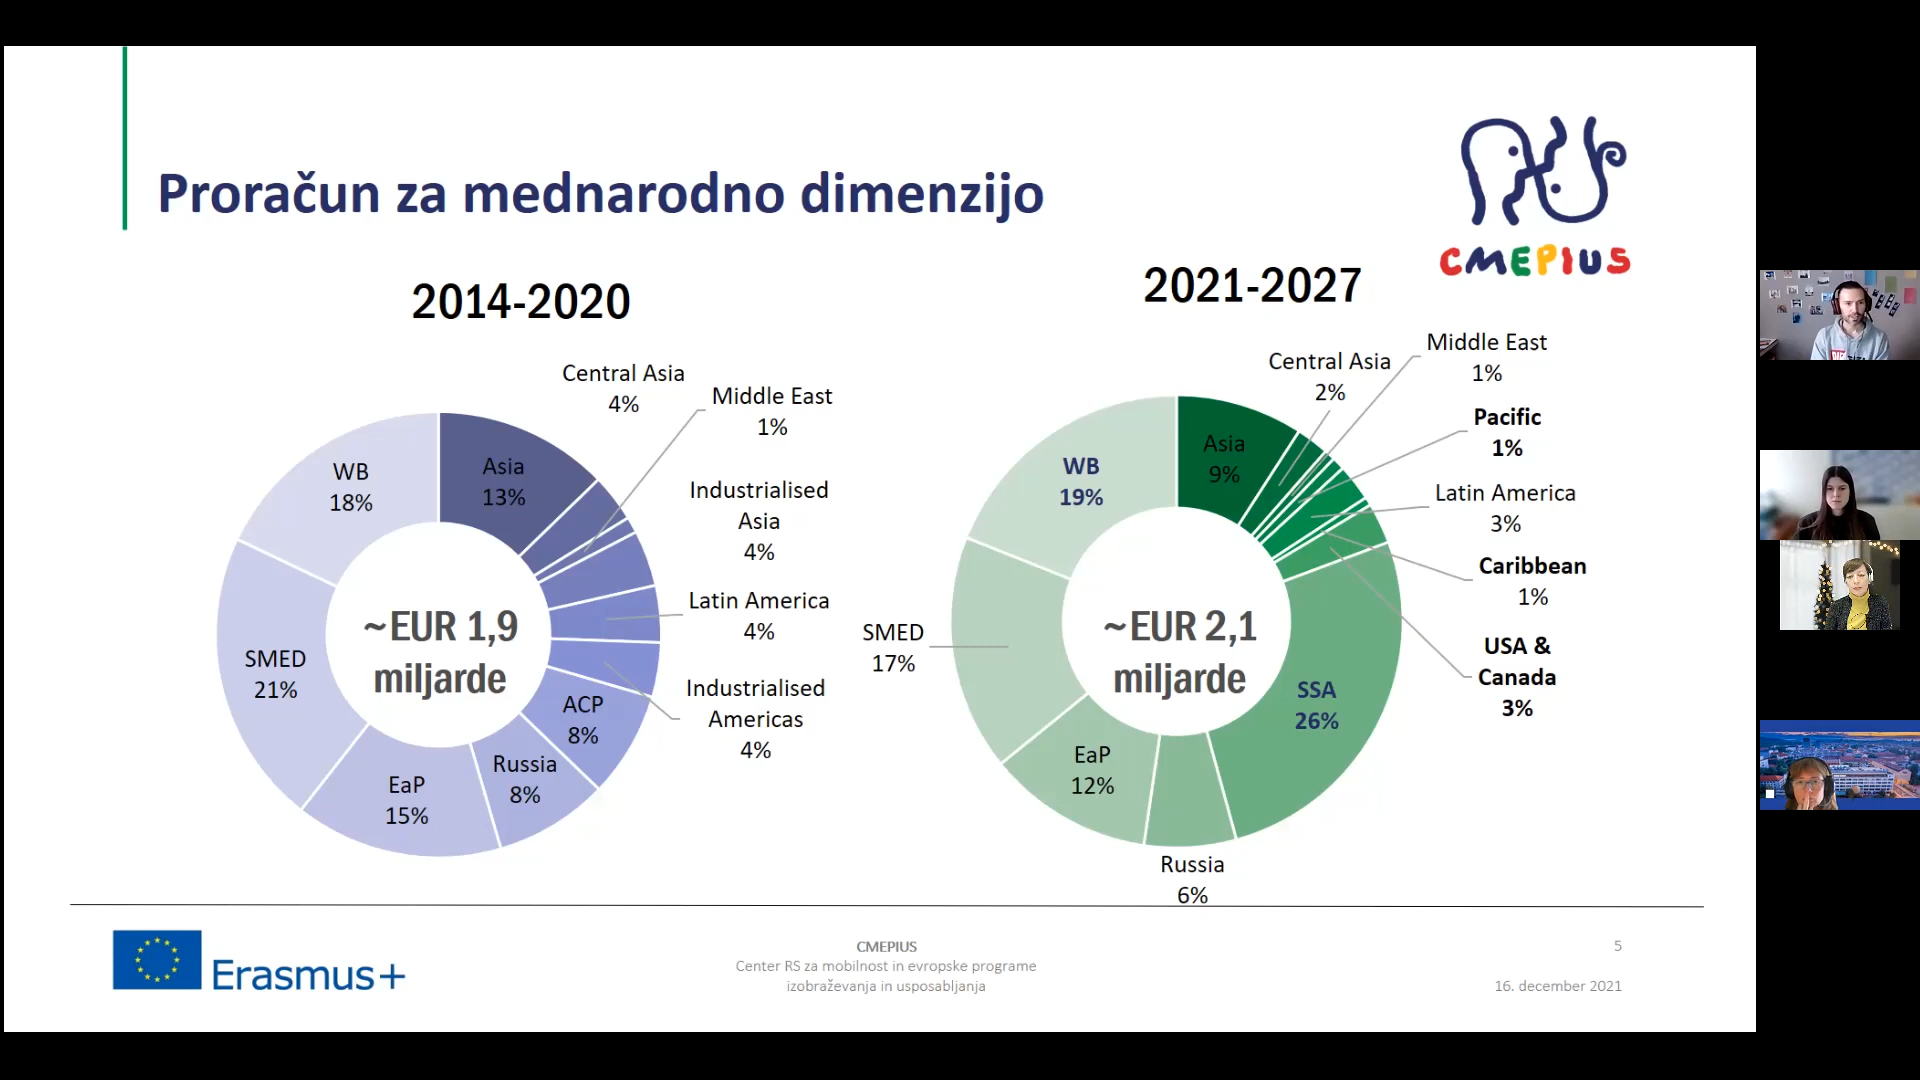 Proračun za mednarodno dimenzijo
CMEPIUS
2014-2020
Central Asia
4%
Middle East
1%
Asia
13%
Industrialised
Asia
4%
Latin America
4%
Industrialised
Americas
4%
ACP
8%
Russia
8%
EaP
15%
SMED
21%
WB
18%
~EUR 1,9
miljarde
2021-2027
Central Asia
2%
Middle East
1%
Pacific
1%
Latin America
3%
Caribbean
1%
USA &
Canada
3%
Asia
9%
SSA
26%
Russia
6%
EaP
12%
SMED
17%
WB
19%
~EUR 2,1
miljarde
Erasmus+
CMEPIUS
Center RS za mobilnost in evropske programe
izobraževanja in usposabljanja
5
16. december 2021